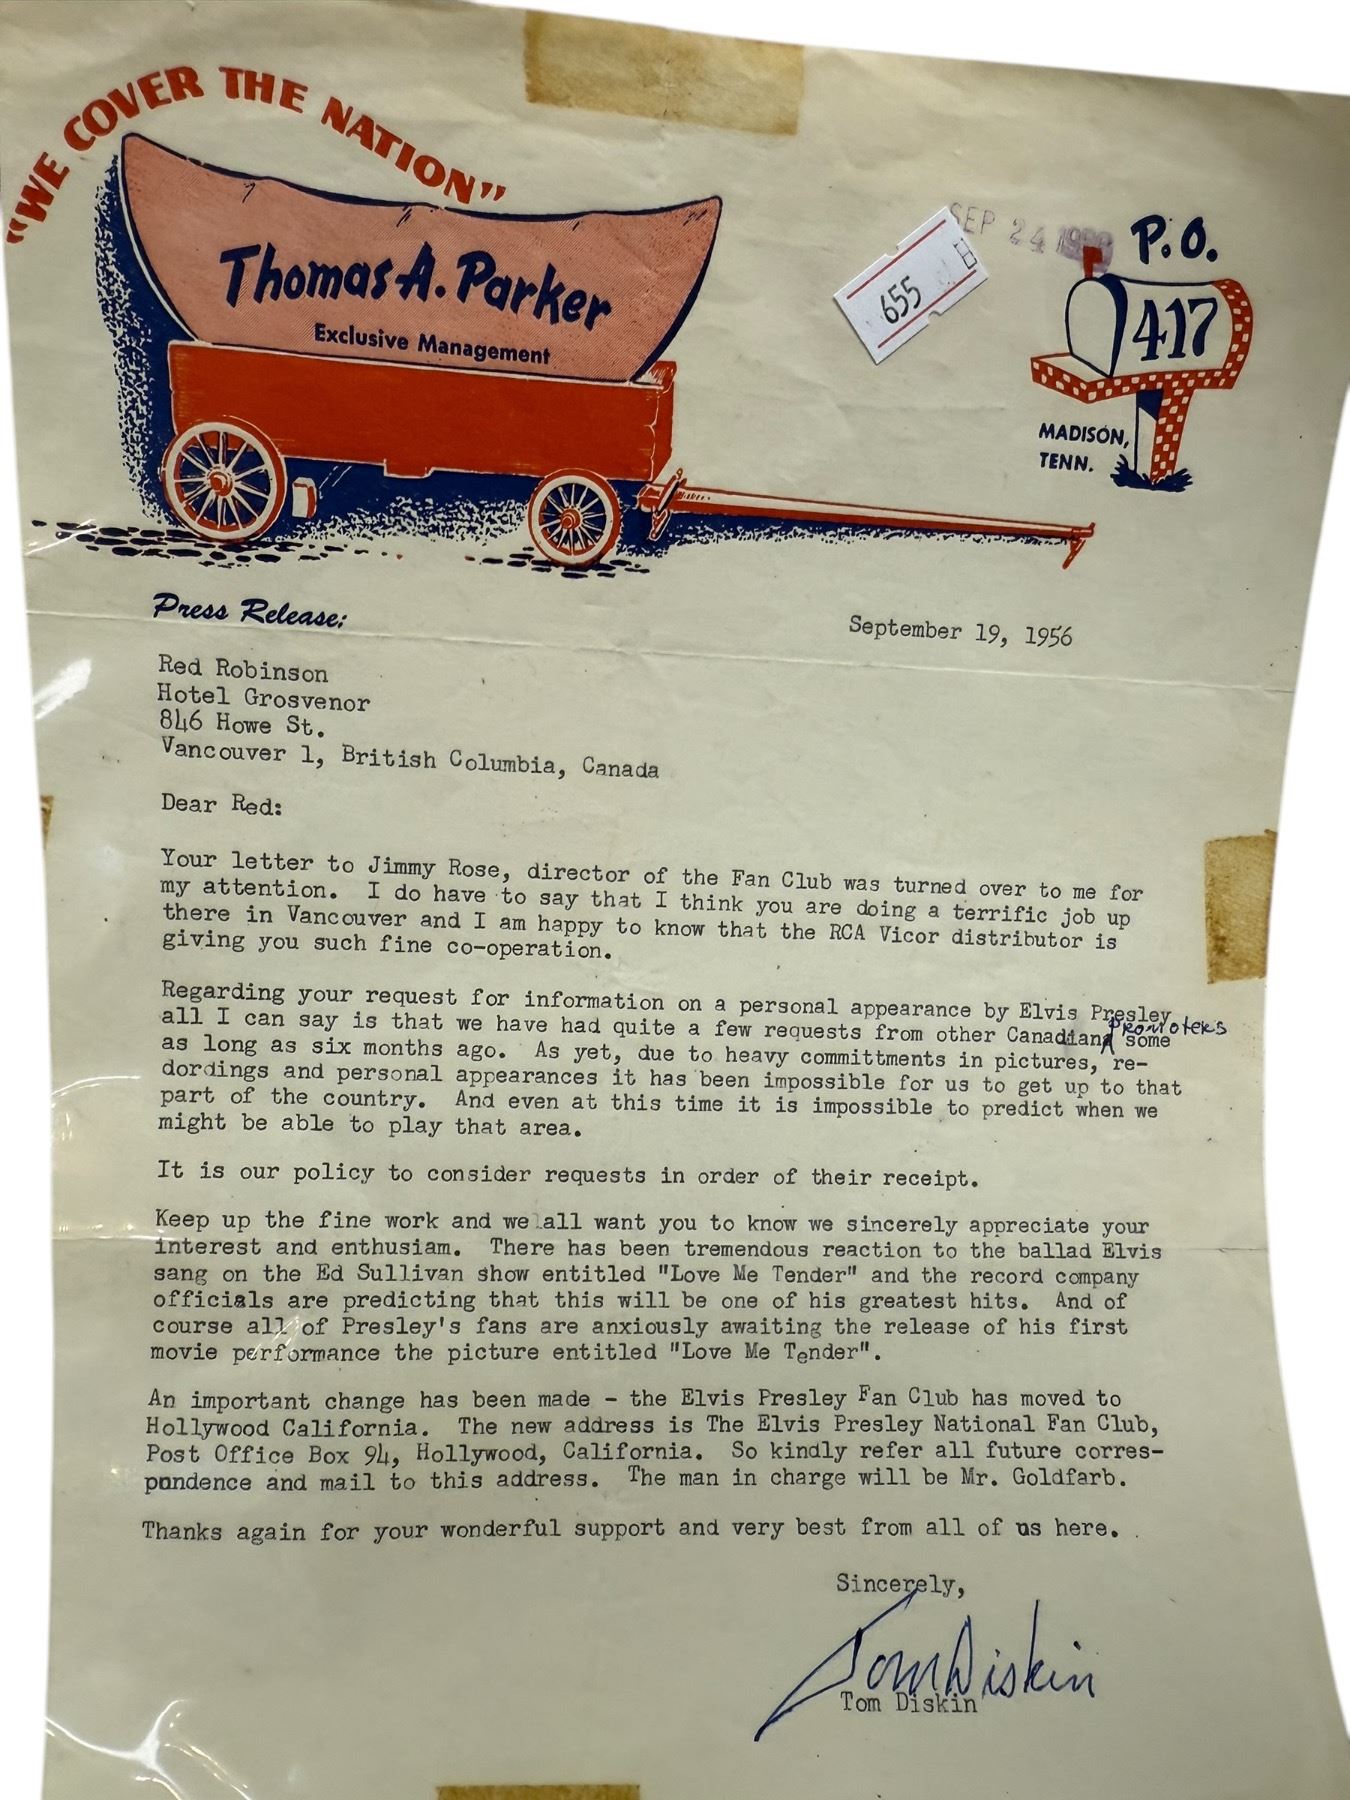 "WE COVER THE NATION"
Thomas A. Parker
Exclusive Management
SEP 24
655
P.O.
417
MADISON,
TENN.
Press Release:
September 19, 1956
Red Robinson
Hotel Grosvenor
846 Howe St.
Vancouver 1, British Columbia, Canada
Dear Red:
Your letter to Jimmy Rose, director of the Fan Club was turned over to me for
my attention. I do have to say that I think you are doing a terrific job up
there in Vancouver and I am happy to know that the RCA Vicor distributor is
giving you such fine co-operation.
Regarding your request for information on a personal appearance by Elvis Presley
all I can say is that we have had quite a few requests from other Canadian promoters some
as long as six months ago. As yet, due to heavy committments in pictures, re-
dordings and personal appearances it has been impossible for us to get up to that
part of the country. And even at this time it is impossible to predict when we
might be able to play that area.
It is our policy to consider requests in order of their receipt.
Keep up the fine work and we all want you to know we sincerely appreciate your
interest and enthusiam. There has been tremendous reaction to the ballad Elvis
sang on the Ed Sullivan show entitled "Love Me Tender" and the record company
officials are predicting that this will be one of his greatest hits. And of
course all of Presley's fans are anxiously awaiting the release of his first
movie performance the picture entitled "Love Me Tender".
An important change has been made - the Elvis Presley Fan Club has moved to
Hollywood California. The new address is The Elvis Presley National Fan Club,
Post Office Box 94, Hollywood, California. So kindly refer all future corres-
pondence and mail to this address. The man in charge will be Mr. Goldfarb.
Thanks again for your wonderful support and very best from all of us here.
Sincerely,
Tom Diskin
Tom Diskin